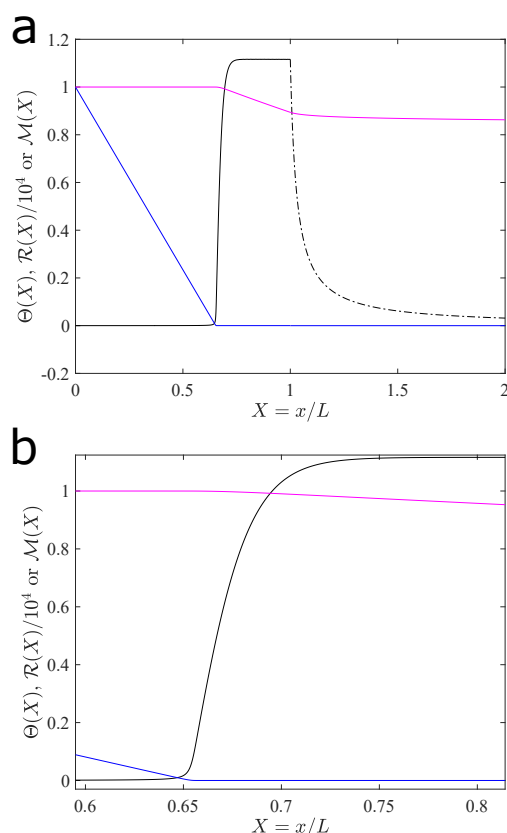 a
1.2
1
0.8
0.6
0.4
0.2
0
-0.2
Θ(X), ℛ(X)/10⁴ or ℳ(X)
0 0.5 1 1.5 2
X = x/L
b
1
0.8
0.6
0.4
0.2
0
Θ(X), ℛ(X)/10⁴ or ℳ(X)
0.6 0.65 0.7 0.75 0.8
X = x/L